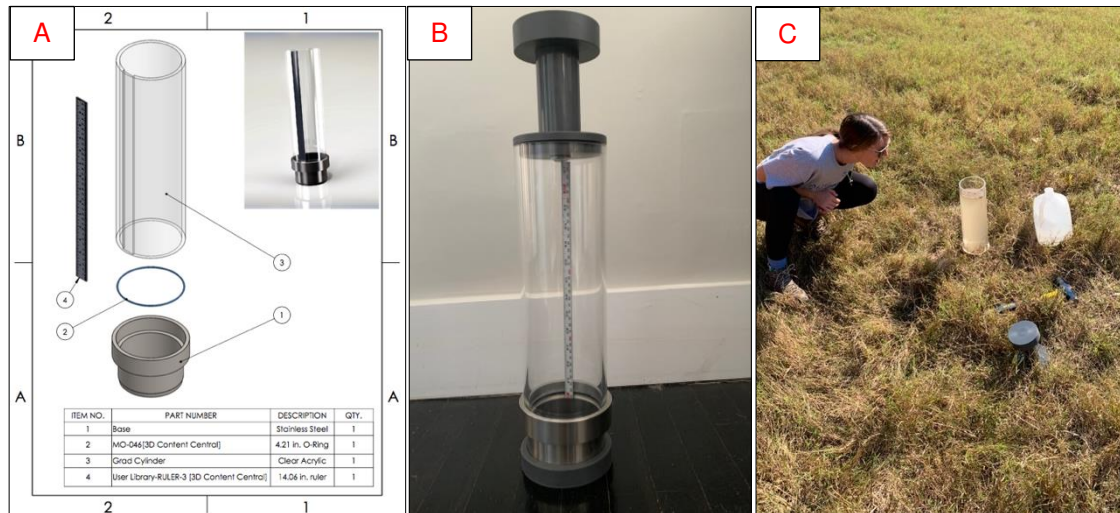 A
2
1
B
B
3
4
2
1
A
A
ITEM NO. PART NUMBER DESCRIPTION QTY.
1 Base Stainless Steel 1
2 MO-046[3D Content Central] 4.21 in. O-Ring 1
3 Grad Cylinder Clear Acrylic 1
4 User Library-RULER-3 [3D Content Central] 14.06 in. ruler 1
2
1
B
C